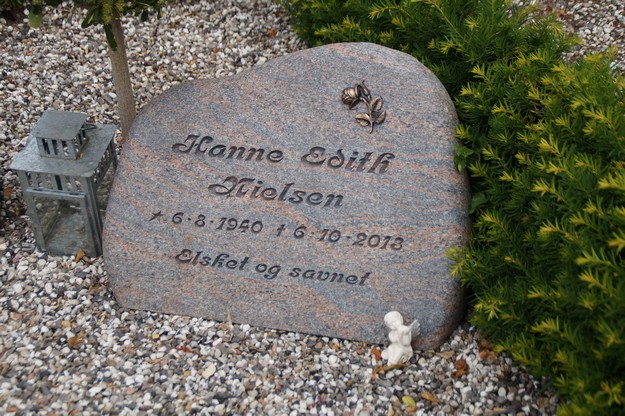 Hanne Edith
Nielsen
* 6·8·1940 † 6·10·2013
Elsket og savnet